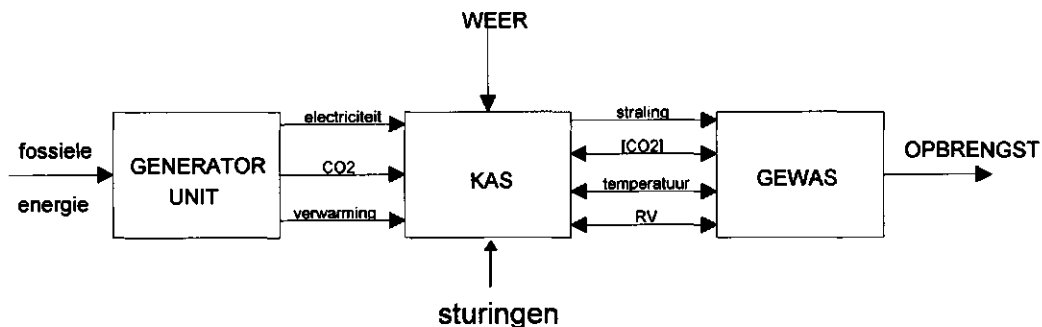 WEER
fossiele
energie
GENERATOR
UNIT
electriciteit
CO2
verwarming
KAS
straling
[CO2]
temperatuur
RV
GEWAS
OPBRENGST
sturingen